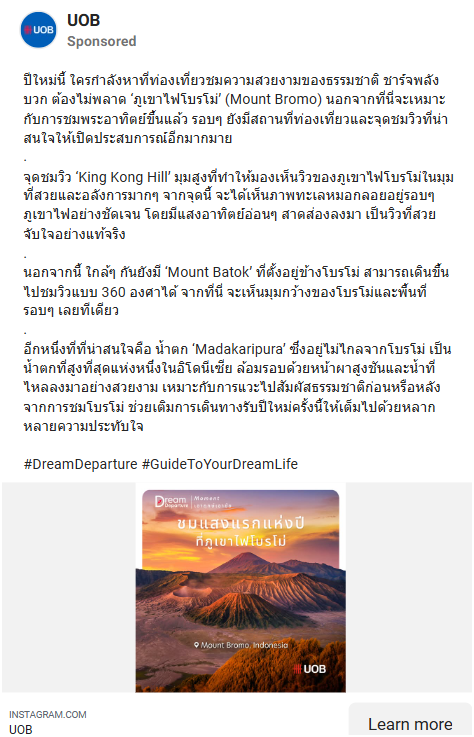 UOB
UOB
Sponsored
ปีใหม่นี้ ใครกำลังหาที่ท่องเที่ยวชมความสวยงามของธรรมชาติ ชาร์จพลัง
บวก ต้องไม่พลาด ‘ภูเขาไฟโบรโม่’ (Mount Bromo) นอกจากที่นี่จะเหมาะ
กับการชมพระอาทิตย์ขึ้นแล้ว รอบๆ ยังมีสถานที่ท่องเที่ยวและจุดชมวิวที่น่า
สนใจให้เปิดประสบการณ์อีกมากมาย
.
จุดชมวิว ‘King Kong Hill’ มุมสูงที่ทำให้มองเห็นวิวของภูเขาไฟโบรโม่ในมุม
ที่สวยและอลังการมากๆ จากจุดนี้ จะได้เห็นภาพทะเลหมอกลอยอยู่รอบๆ
ภูเขาไฟอย่างชัดเจน โดยมีแสงอาทิตย์อ่อนๆ สาดส่องลงมา เป็นวิวที่สวย
จับใจอย่างแท้จริง
.
นอกจากนี้ ใกล้ๆ กันยังมี ‘Mount Batok’ ที่ตั้งอยู่ข้างโบรโม่ สามารถเดินขึ้น
ไปชมวิวแบบ 360 องศาได้ จากที่นี่ จะเห็นมุมกว้างของโบรโม่และพื้นที่
รอบๆ เลยทีเดียว
.
อีกหนึ่งที่ที่น่าสนใจคือ น้ำตก ‘Madakaripura’ ซึ่งอยู่ไม่ไกลจากโบรโม่ เป็น
น้ำตกที่สูงที่สุดแห่งหนึ่งในอิโดนีเซีย ล้อมรอบด้วยหน้าผาสูงชันและน้ำที่
ไหลลงมาอย่างสวยงาม เหมาะกับการแวะไปสัมผัสธรรมชาติก่อนหรือหลัง
จากการชมโบรโม่ ช่วยเติมการเดินทางรับปีใหม่ครั้งนี้ให้เต็มไปด้วยหลาก
หลายความประทับใจ
#DreamDeparture #GuideToYourDreamLife
Dream Departure Moment
ชมแสงแรกแห่งปี
ที่ภูเขาไฟโบรโม่
Mount Bromo, Indonesia
UOB
INSTAGRAM.COM
UOB
Learn more